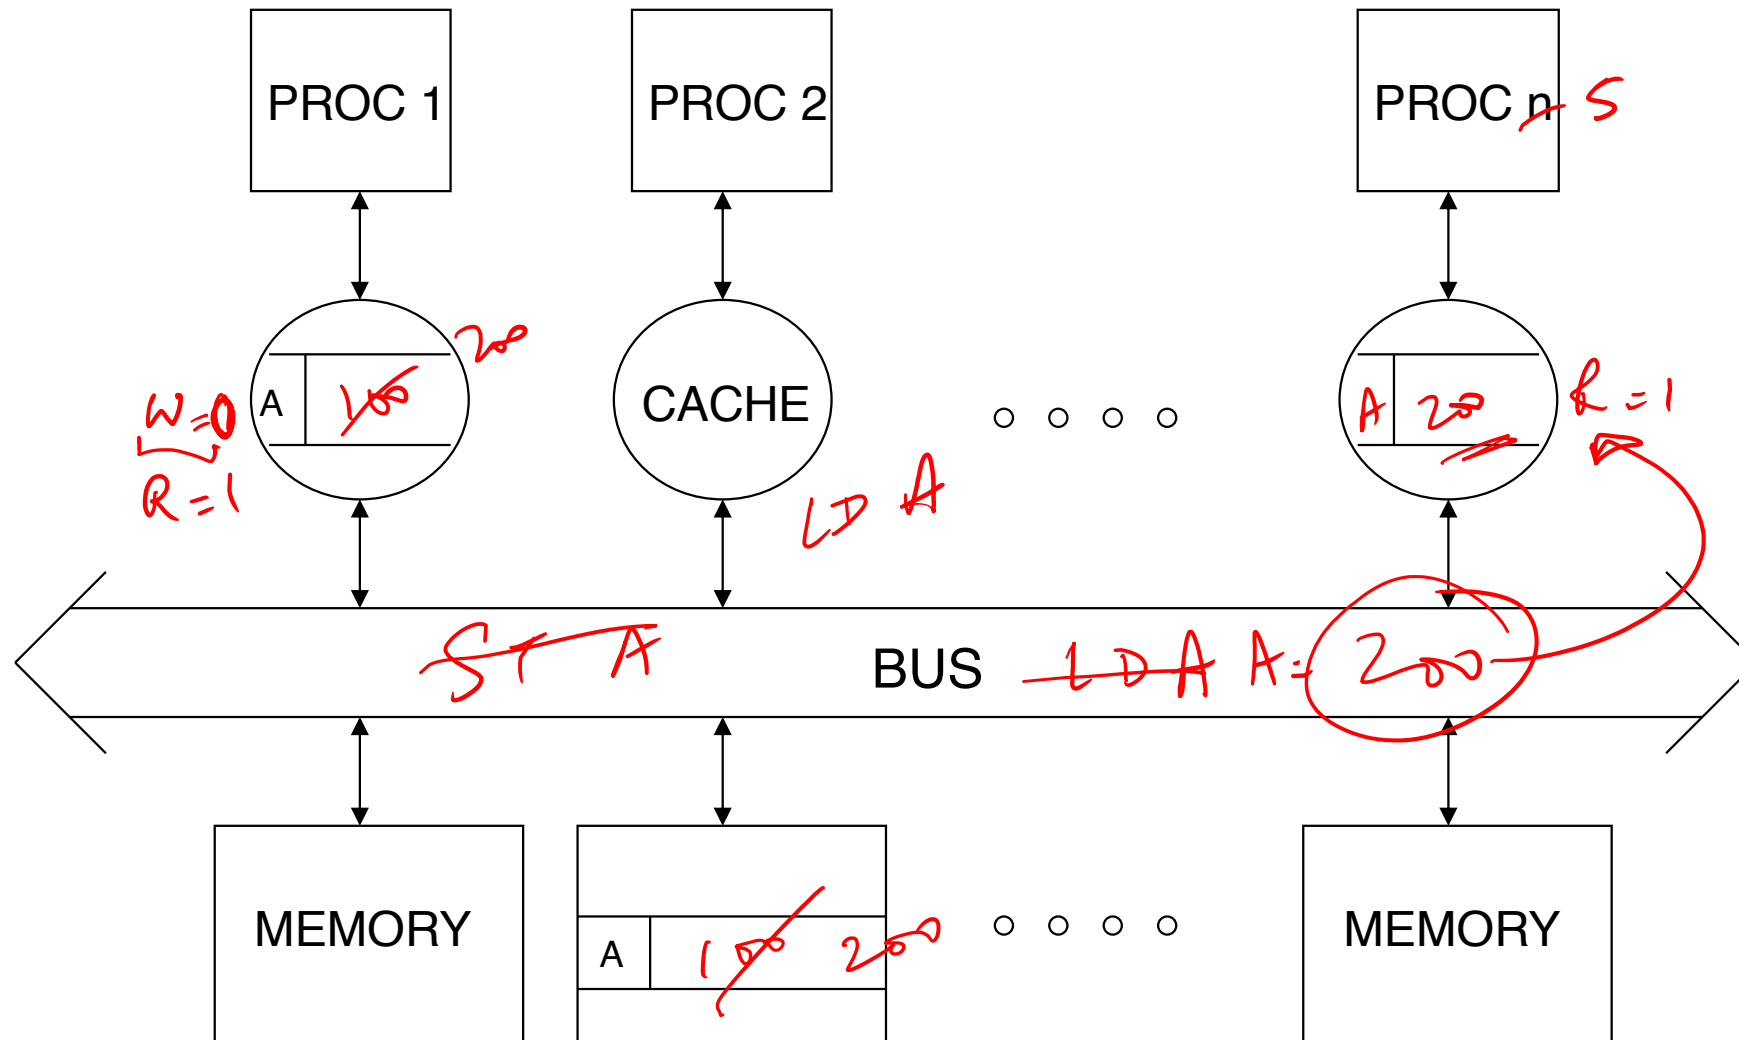 PROC 1 PROC 2 PROC n 5
200
W=0 A 100 CACHE A 200 R=1
R=1 LD A
ST A BUS LD A A= 200
MEMORY MEMORY
A 100 200